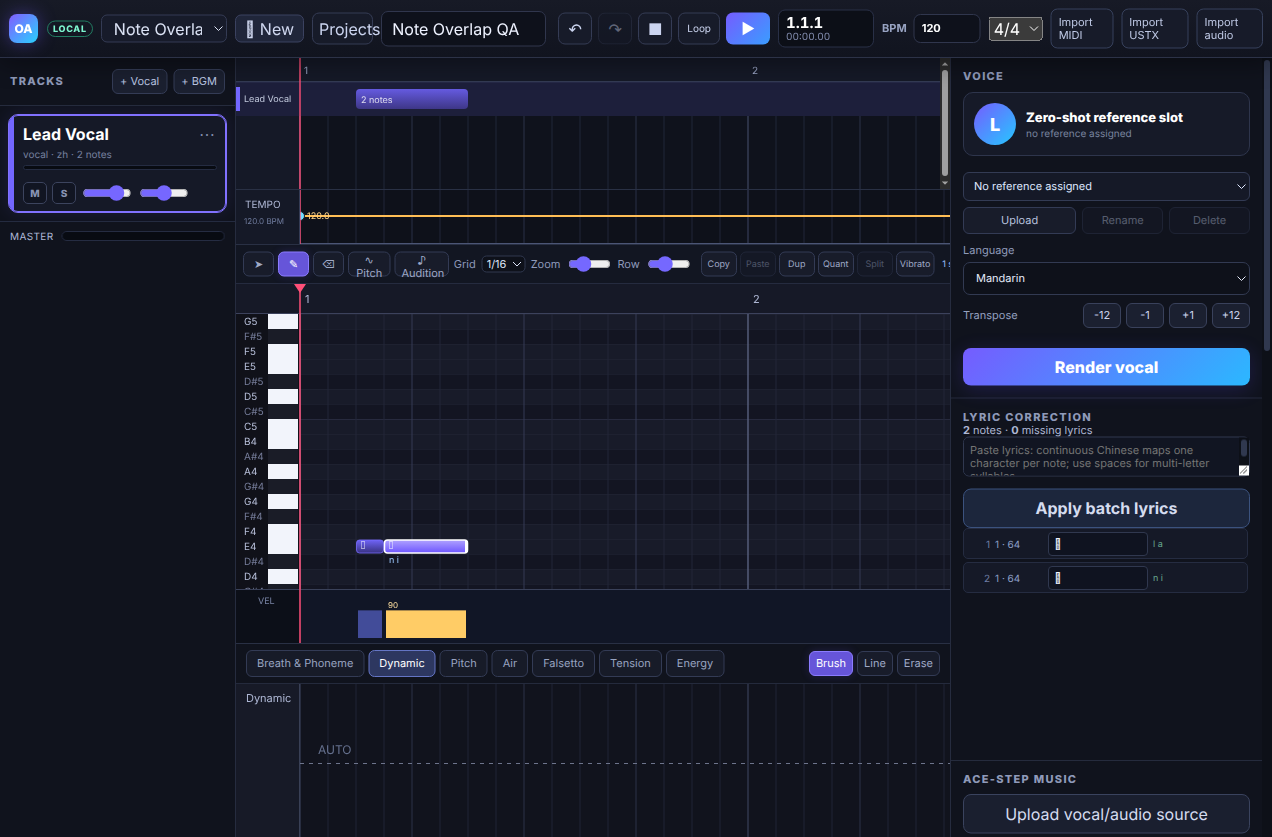 OA
LOCAL
Note Overla
New
Projects
Note Overlap QA
Loop
1.1.1
00:00.00
BPM
120
4/4
Import MIDI
Import USTX
Import audio
TRACKS
+ Vocal
+ BGM
Lead Vocal
...
vocal · zh · 2 notes
M
S
MASTER
1
2
Lead Vocal
2 notes
TEMPO
120.0 BPM
120.0
Pitch
Audition
Grid
1/16
Zoom
Row
Copy
Paste
Dup
Quant
Split
Vibrato
1
2
G5
F#5
F5
E5
D#5
D5
C#5
C5
B4
A#4
A4
G#4
G4
F#4
F4
E4
D#4
D4
n i
VEL
90
Breath & Phoneme
Dynamic
Pitch
Air
Falsetto
Tension
Energy
Brush
Line
Erase
Dynamic
AUTO
VOICE
L
Zero-shot reference slot
no reference assigned
No reference assigned
Upload
Rename
Delete
Language
Mandarin
Transpose
-12
-1
+1
+12
Render vocal
LYRIC CORRECTION
2 notes · 0 missing lyrics
Paste lyrics: continuous Chinese maps one
character per note; use spaces for multi-letter
Apply batch lyrics
1 1 · 64
l a
2 1 · 64
n i
ACE-STEP MUSIC
Upload vocal/audio source